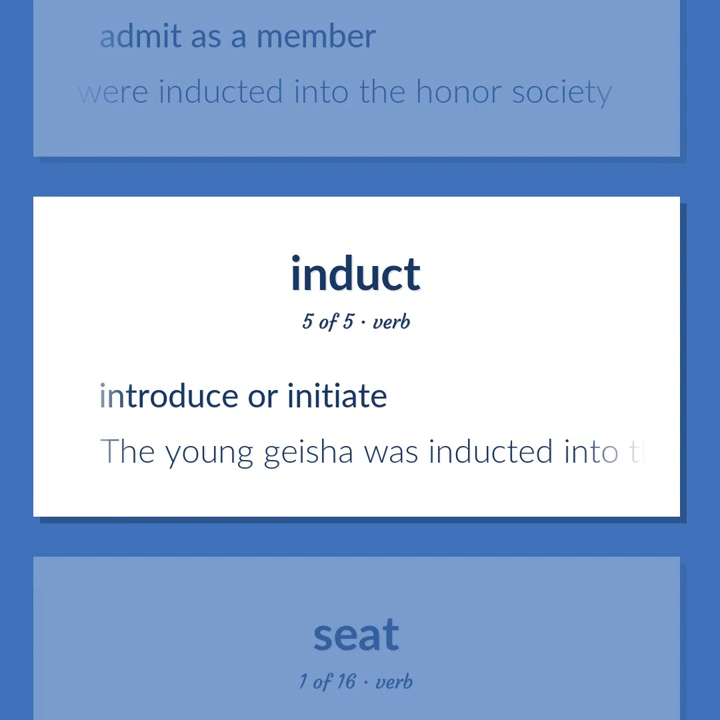 admit as a member
were inducted into the honor society
induct
5 of 5 · verb
introduce or initiate
The young geisha was inducted into
seat
1 of 16 · verb